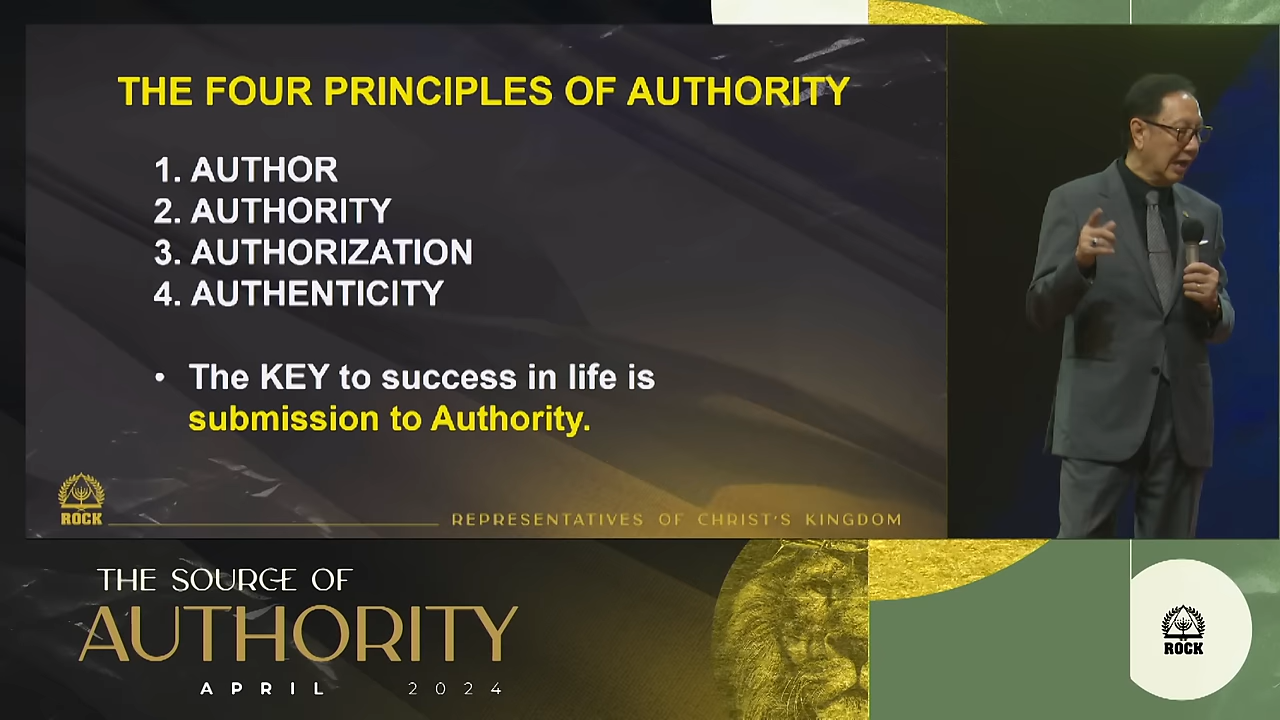 THE FOUR PRINCIPLES OF AUTHORITY
1. AUTHOR
2. AUTHORITY
3. AUTHORIZATION
4. AUTHENTICITY
• The KEY to success in life is
submission to Authority.
ROCK
REPRESENTATIVES OF CHRIST'S KINGDOM
THE SOURCE OF
AUTHORITY
APRIL 2024
ROCK